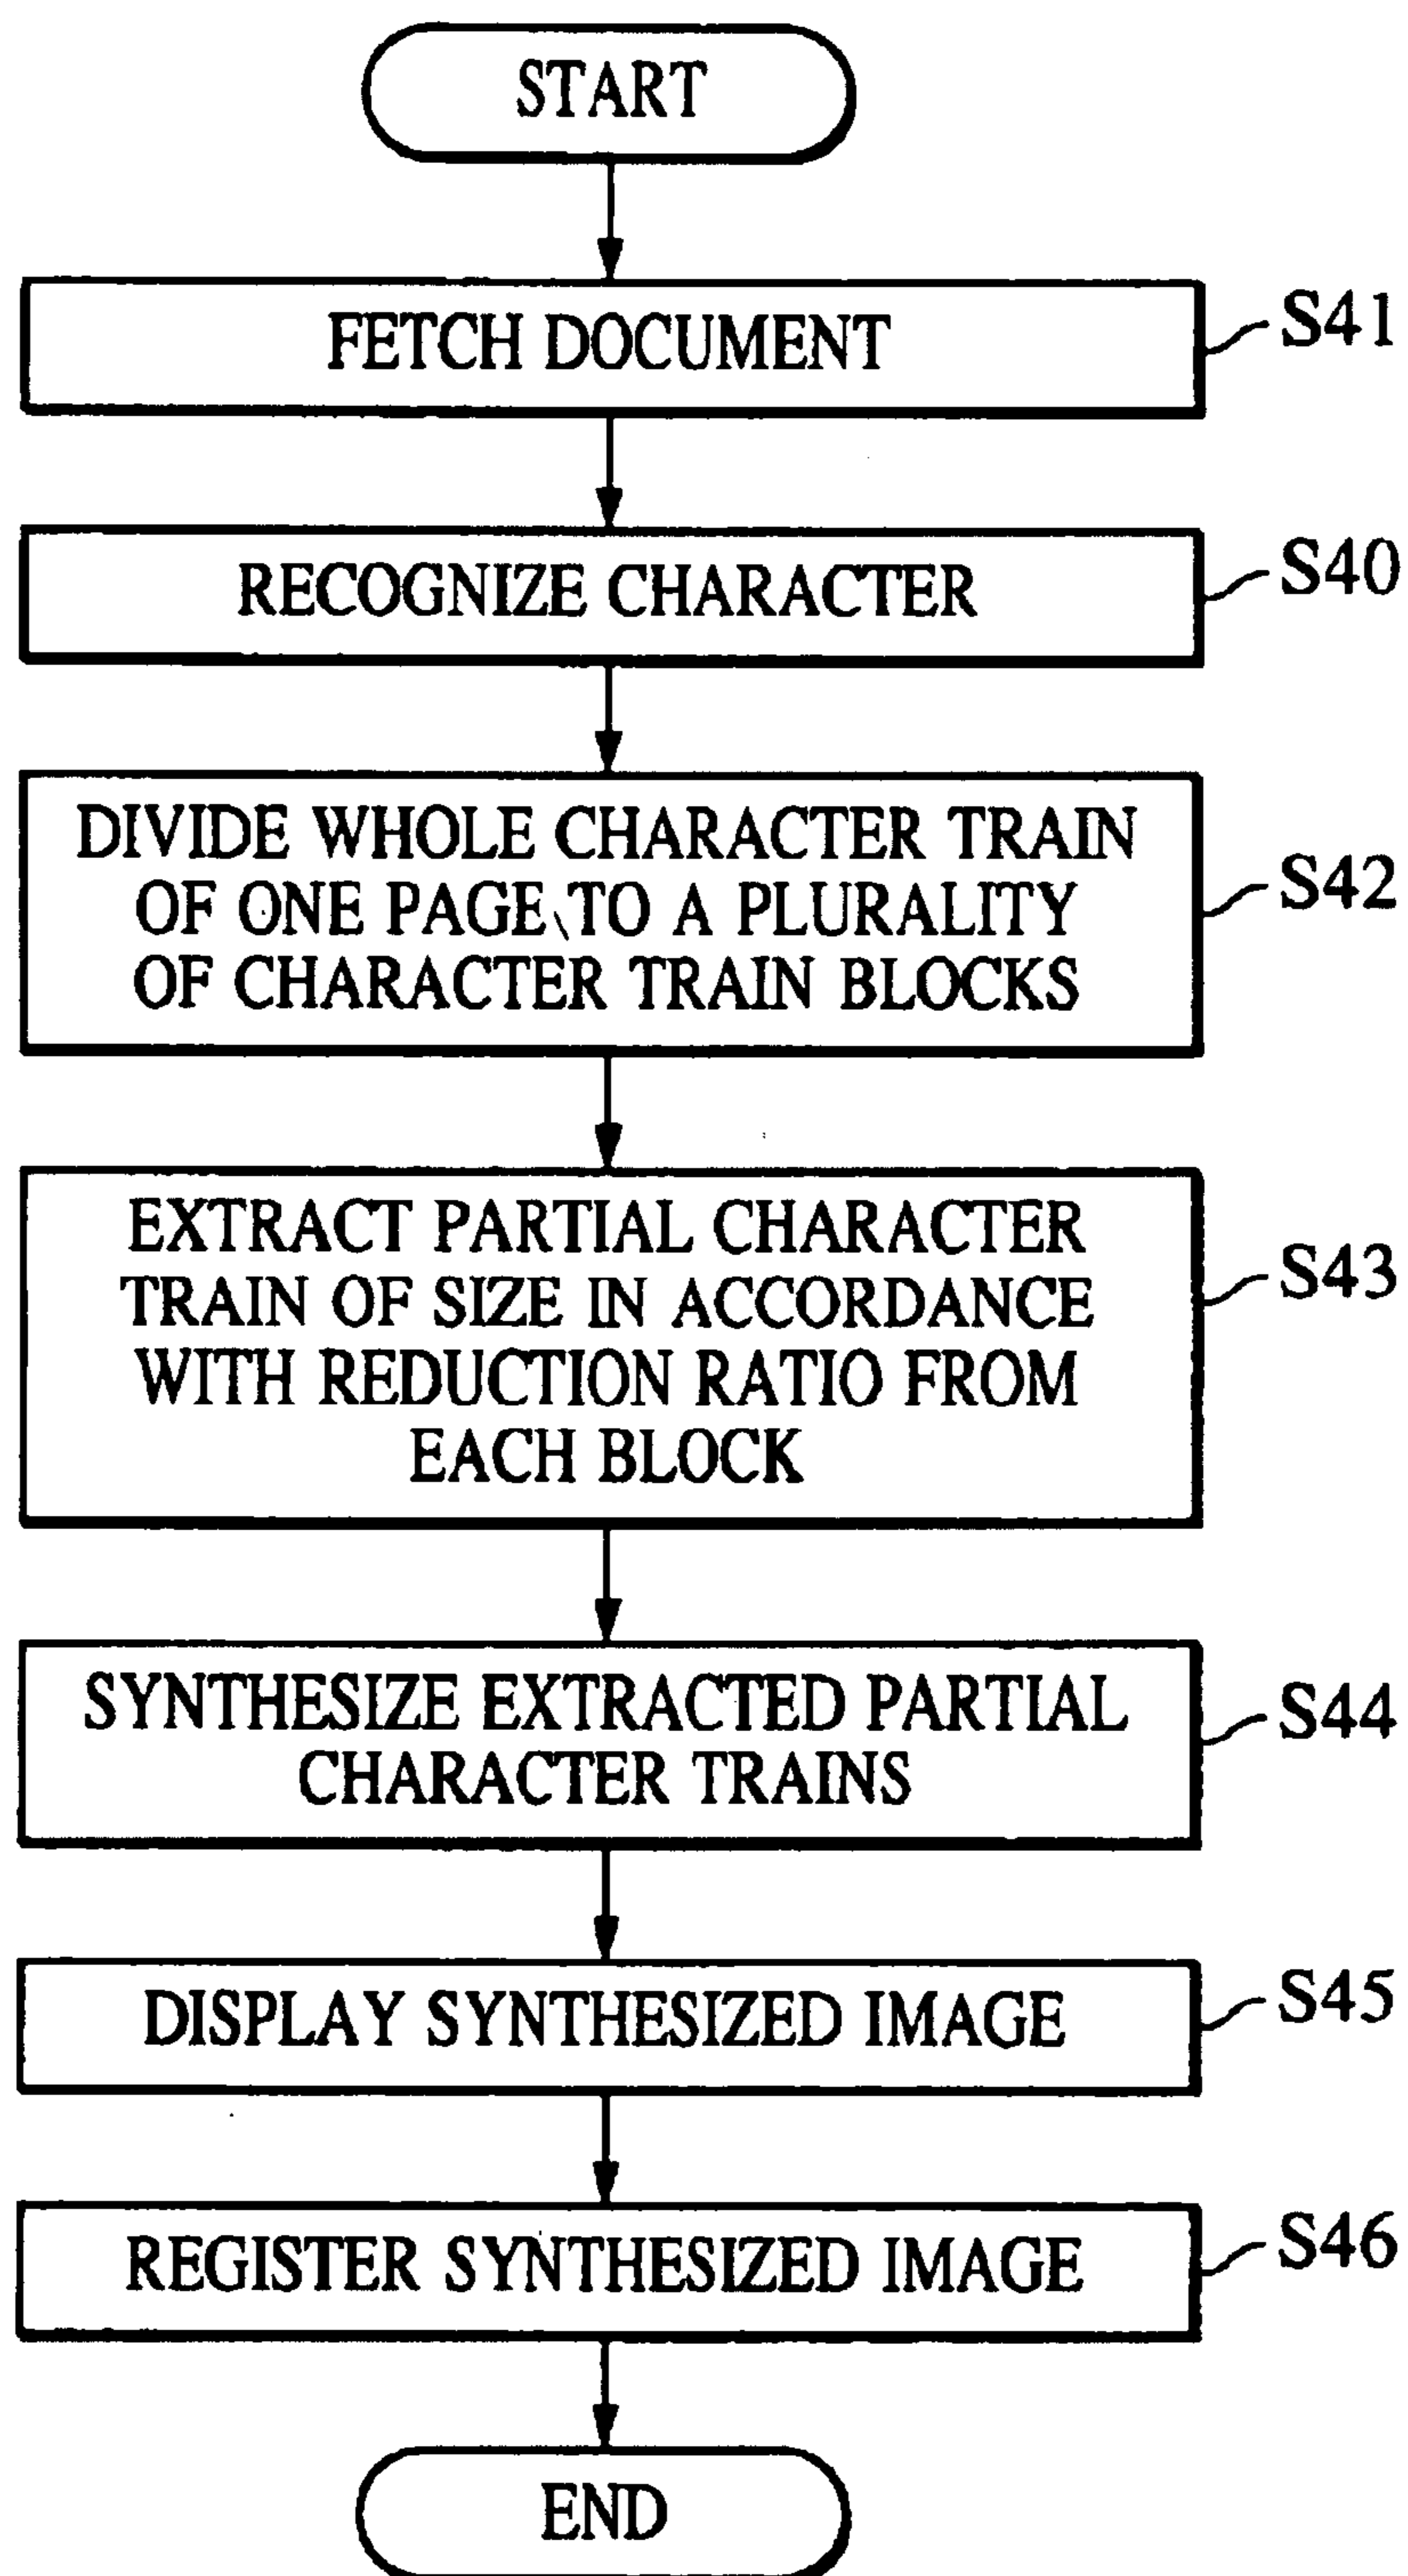 START
FETCH DOCUMENT
S41
RECOGNIZE CHARACTER
S40
DIVIDE WHOLE CHARACTER TRAIN
OF ONE PAGE TO A PLURALITY
OF CHARACTER TRAIN BLOCKS
S42
EXTRACT PARTIAL CHARACTER
TRAIN OF SIZE IN ACCORDANCE
WITH REDUCTION RATIO FROM
EACH BLOCK
S43
SYNTHESIZE EXTRACTED PARTIAL
CHARACTER TRAINS
S44
DISPLAY SYNTHESIZED IMAGE
S45
REGISTER SYNTHESIZED IMAGE
S46
END